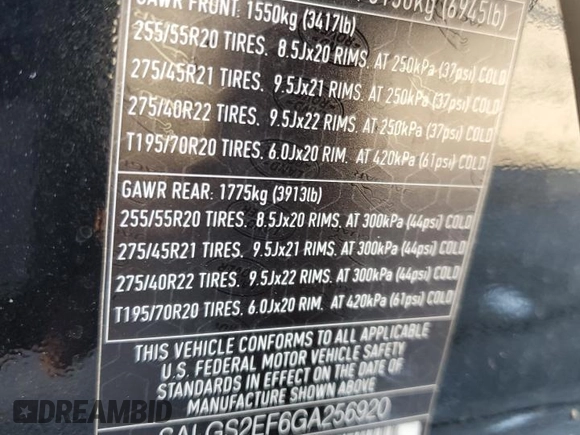 (6945lb)
GAWR FRONT: 1550kg (3417lb)
255/55R20 TIRES. 8.5Jx20 RIMS. AT 250kPa (37psi) COLD
275/45R21 TIRES. 9.5Jx21 RIMS. AT 250kPa (37psi) COLD
275/40R22 TIRES. 9.5Jx22 RIMS. AT 250kPa (37psi) COLD
T195/70R20 TIRES. 6.0Jx20 RIM. AT 420kPa (61psi) COLD
GAWR REAR: 1775kg (3913lb)
255/55R20 TIRES. 8.5Jx20 RIMS. AT 300kPa (44psi) COLD
275/45R21 TIRES. 9.5Jx21 RIMS. AT 300kPa (44psi) COLD
275/40R22 TIRES. 9.5Jx22 RIMS. AT 300kPa (44psi) COLD
T195/70R20 TIRES. 6.0Jx20 RIM. AT 420kPa (61psi) COLD
THIS VEHICLE CONFORMS TO ALL APPLICABLE
U.S. FEDERAL MOTOR VEHICLE SAFETY
STANDARDS IN EFFECT ON THE DATE OF
MANUFACTURE SHOWN ABOVE.
SALGS2EF6GA256920
DREAMBID